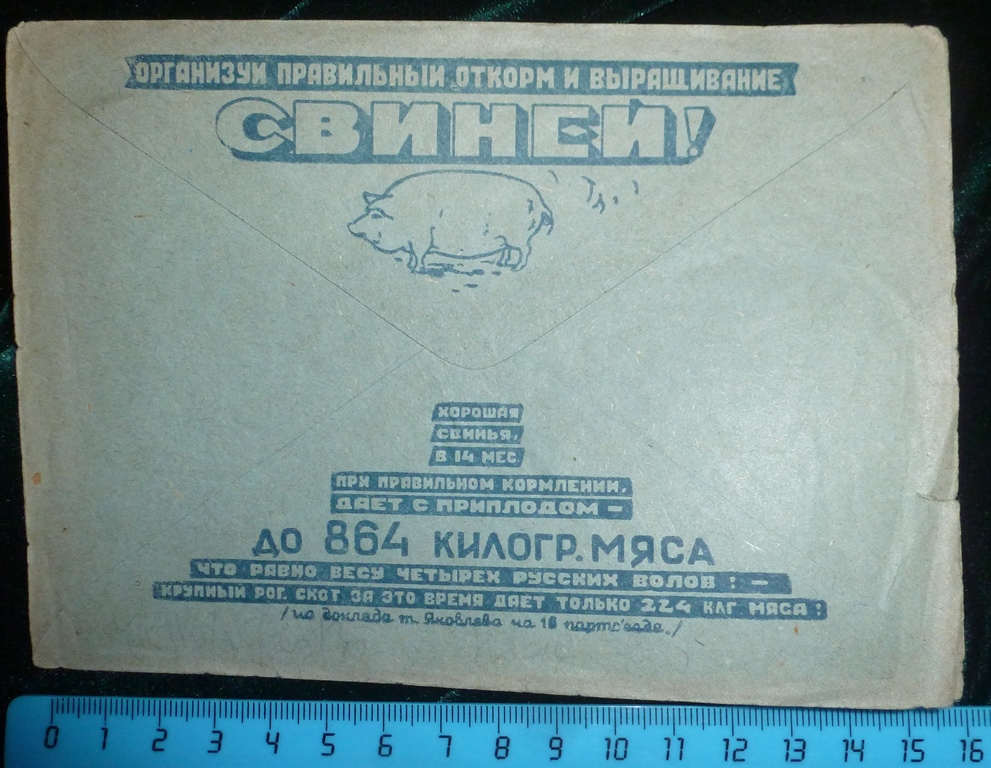 ОРГАНИЗУЙ ПРАВИЛЬНЫЙ ОТКОРМ И ВЫРАЩИВАНИЕ
СВИНЕЙ!
ХОРОШАЯ
СВИНЬЯ,
В 14 МЕС
ПРИ ПРАВИЛЬНОМ КОРМЛЕНИИ,
ДАЕТ С ПРИПЛОДОМ –
ДО 864 КИЛОГР. МЯСА
ЧТО РАВНО ВЕСУ ЧЕТЫРЕХ РУССКИХ ВОЛОВ: –
КРУПНЫЙ РОГ. СКОТ ЗА ЭТО ВРЕМЯ ДАЕТ ТОЛЬКО 224 КЛГ. МЯСА!
/из доклада т. Яковлева на 16 партс'езде./
0 1 2 3 4 5 6 7 8 9 10 11 12 13 14 15 16